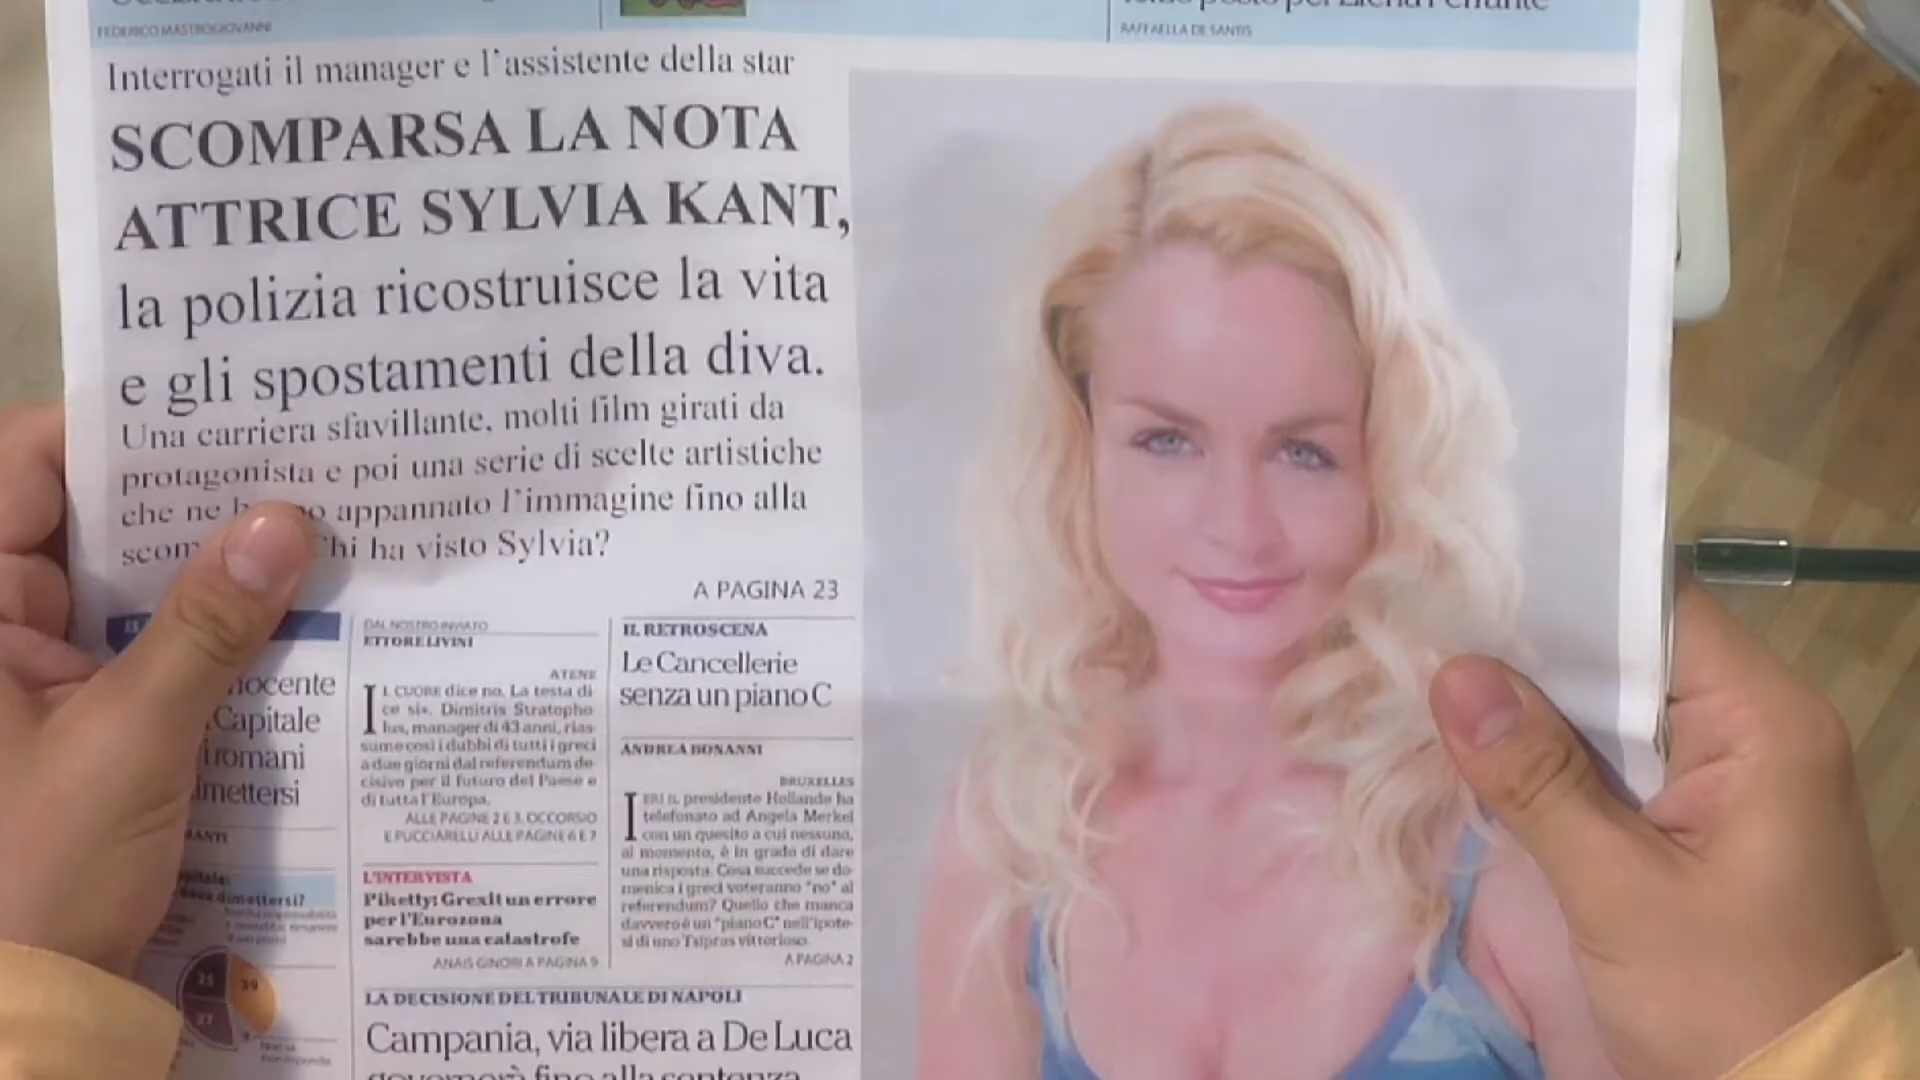 FEDERICO MASTROGIOVANNI
RAFFAELLA DE SANTIS
Interrogati il manager e l'assistente della star
SCOMPARSA LA NOTA
ATTRICE SYLVIA KANT,
la polizia ricostruisce la vita
e gli spostamenti della diva.
Una carriera sfavillante, molti film girati da
protagonista e poi una serie di scelte artistiche
che ne appannato l'immagine fino alla
ha visto Sylvia?
A PAGINA 23
Capitale
romani
DAL NOSTRO INVIATO
ETTORE LIVINI
ATENE
IL CUORE dice no. La testa di-
ce sì». Dimitris Stratopho
lus, manager di 43 anni, rias-
sume così i dubbi di tutti i greci
a due giorni dal referendum de-
cisivo per il futuro del Paese e
di tutta l'Europa.
ALLE PAGINE 2 E 3. OCCORSIO
E PUCCIARELLI ALLE PAGINE 6 E 7
L'INTERVISTA
Piketty: Grexit un errore
per l'Eurozona
sarebbe una catastrofe
ANAIS GINORI A PAGINA 9
IL RETROSCENA
Le Cancellerie
senza un piano C
ANDREA BONANNI
BRUXELLES
IERI IL presidente Hollande ha
telefonato ad Angela Merkel
con un quesito a cui nessuno,
al momento, è in grado di dare
una risposta. Cosa succede se do-
menica i greci voteranno "no" al
referendum? Quello che manca
davvero è un "piano C" nell'ipote-
si di uno Tsipras vittorioso.
A PAGINA 2
dimettersi?
21
39
27
LA DECISIONE DEL TRIBUNALE DI NAPOLI
Campania, via libera a De Luca